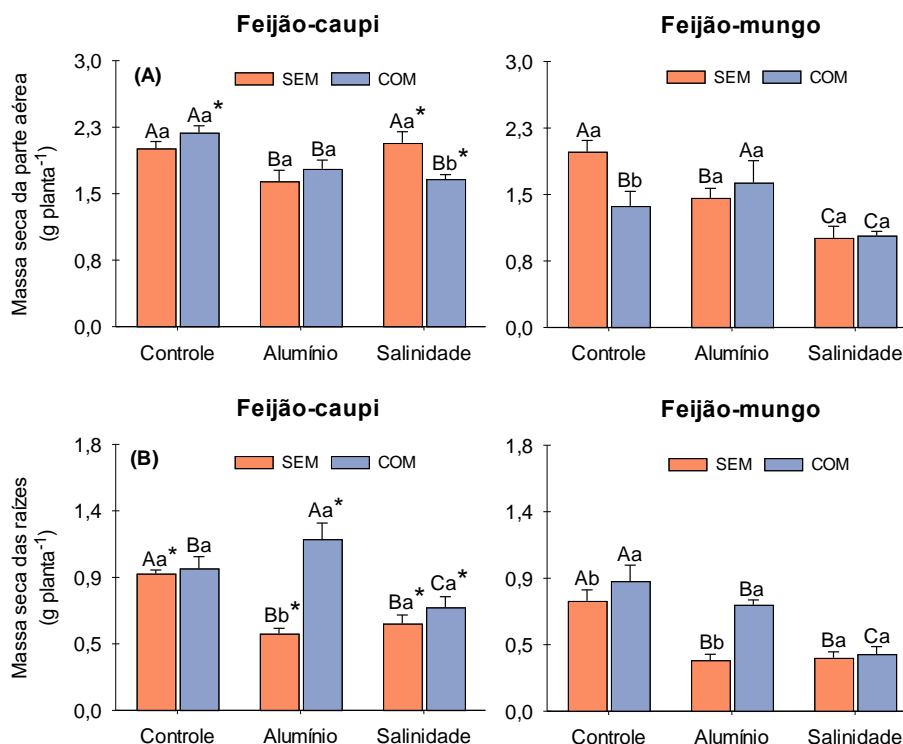 Feijão-caupi
Feijão-mungo
Massa seca da parte aérea
(g planta⁻¹)
3,0
2,3
1,5
0,8
0,0
(A)
SEM COM
Aa Aa* Ba Ba Aa* Bb*
Controle Alumínio Salinidade
3,0
2,3
1,5
0,8
0,0
SEM COM
Aa Bb Ba Aa Ca Ca
Controle Alumínio Salinidade
Feijão-caupi
Feijão-mungo
Massa seca das raízes
(g planta⁻¹)
1,8
1,4
0,9
0,5
0,0
(B)
SEM COM
Aa* Ba Bb* Aa* Ba* Ca*
Controle Alumínio Salinidade
1,8
1,4
0,9
0,5
0,0
SEM COM
Ab Aa Bb Ba Ba Ca
Controle Alumínio Salinidade